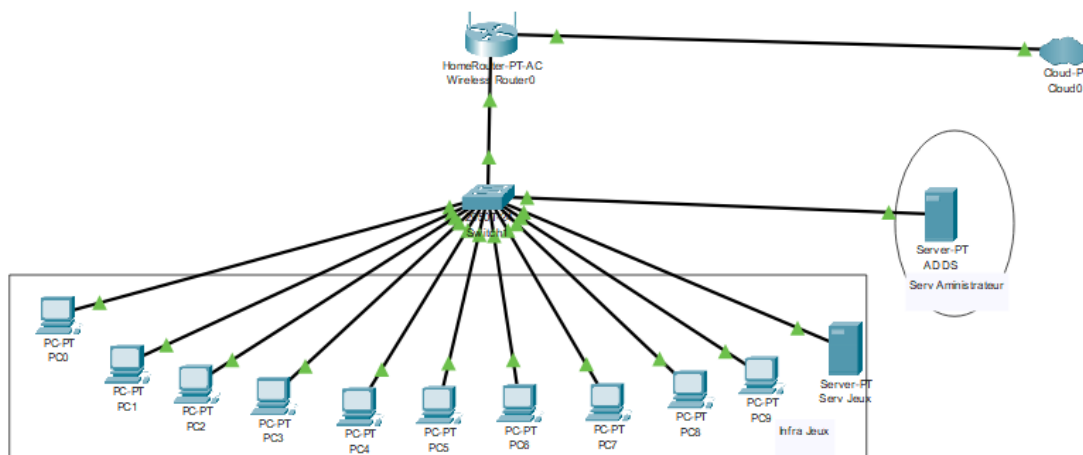 HomeRouter-PT-AC
Wireless Router0
Cloud-P
Cloud0
Switch1
Server-PT
ADDS
Serv Aministrateur
PC-PT
PC0
PC-PT
PC1
PC-PT
PC2
PC-PT
PC3
PC-PT
PC4
PC-PT
PC5
PC-PT
PC6
PC-PT
PC7
PC-PT
PC8
PC-PT
PC9
Server-PT
Serv Jeux
Infra Jeux